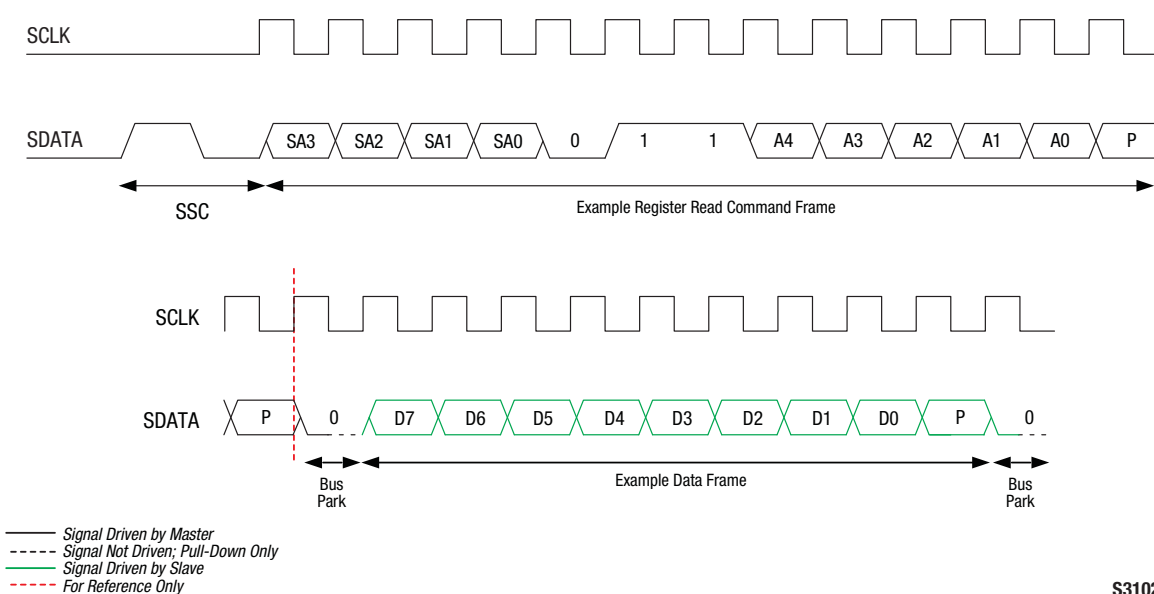 SCLK
SDATA SA3 SA2 SA1 SA0 0 1 1 A4 A3 A2 A1 A0 P
SSC
Example Register Read Command Frame
SCLK
SDATA P 0 D7 D6 D5 D4 D3 D2 D1 D0 P 0
Bus
Park
Example Data Frame
Bus
Park
Signal Driven by Master
Signal Not Driven; Pull-Down Only
Signal Driven by Slave
For Reference Only
S3102